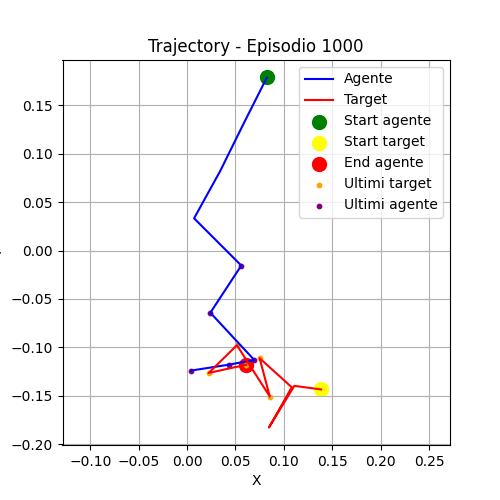 Trajectory - Episodio 1000
Agente
Target
Start agente
Start target
End agente
Ultimi target
Ultimi agente
0.15
0.10
0.05
0.00
−0.05
−0.10
−0.15
−0.20
−0.10
−0.05
0.00
0.05
0.10
0.15
0.20
0.25
X